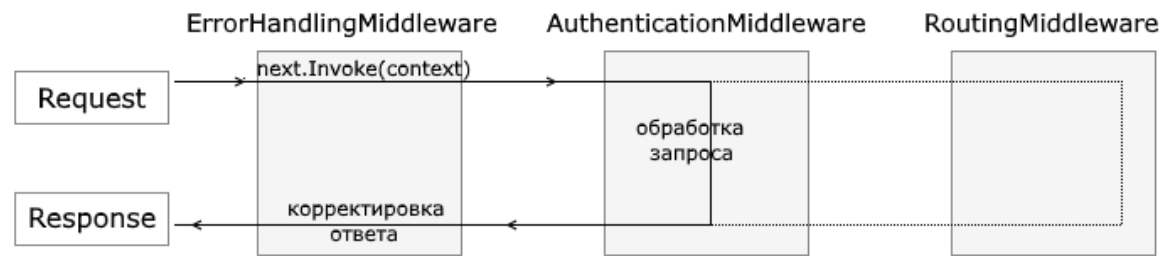 ErrorHandlingMiddleware
AuthenticationMiddleware
RoutingMiddleware
next.Invoke(context)
Request
обработка
запроса
Response
корректировка
ответа